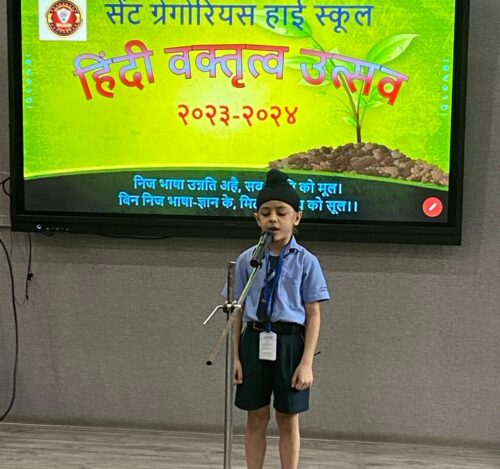 सेंट ग्रेगोरियस हाई स्कूल
हिंदी वक्तृत्व उत्सव
२०२३-२०२४
निज भाषा उन्नति अहै, सब को मूल।
बिन निज भाषा-ज्ञान के, को सूल।।